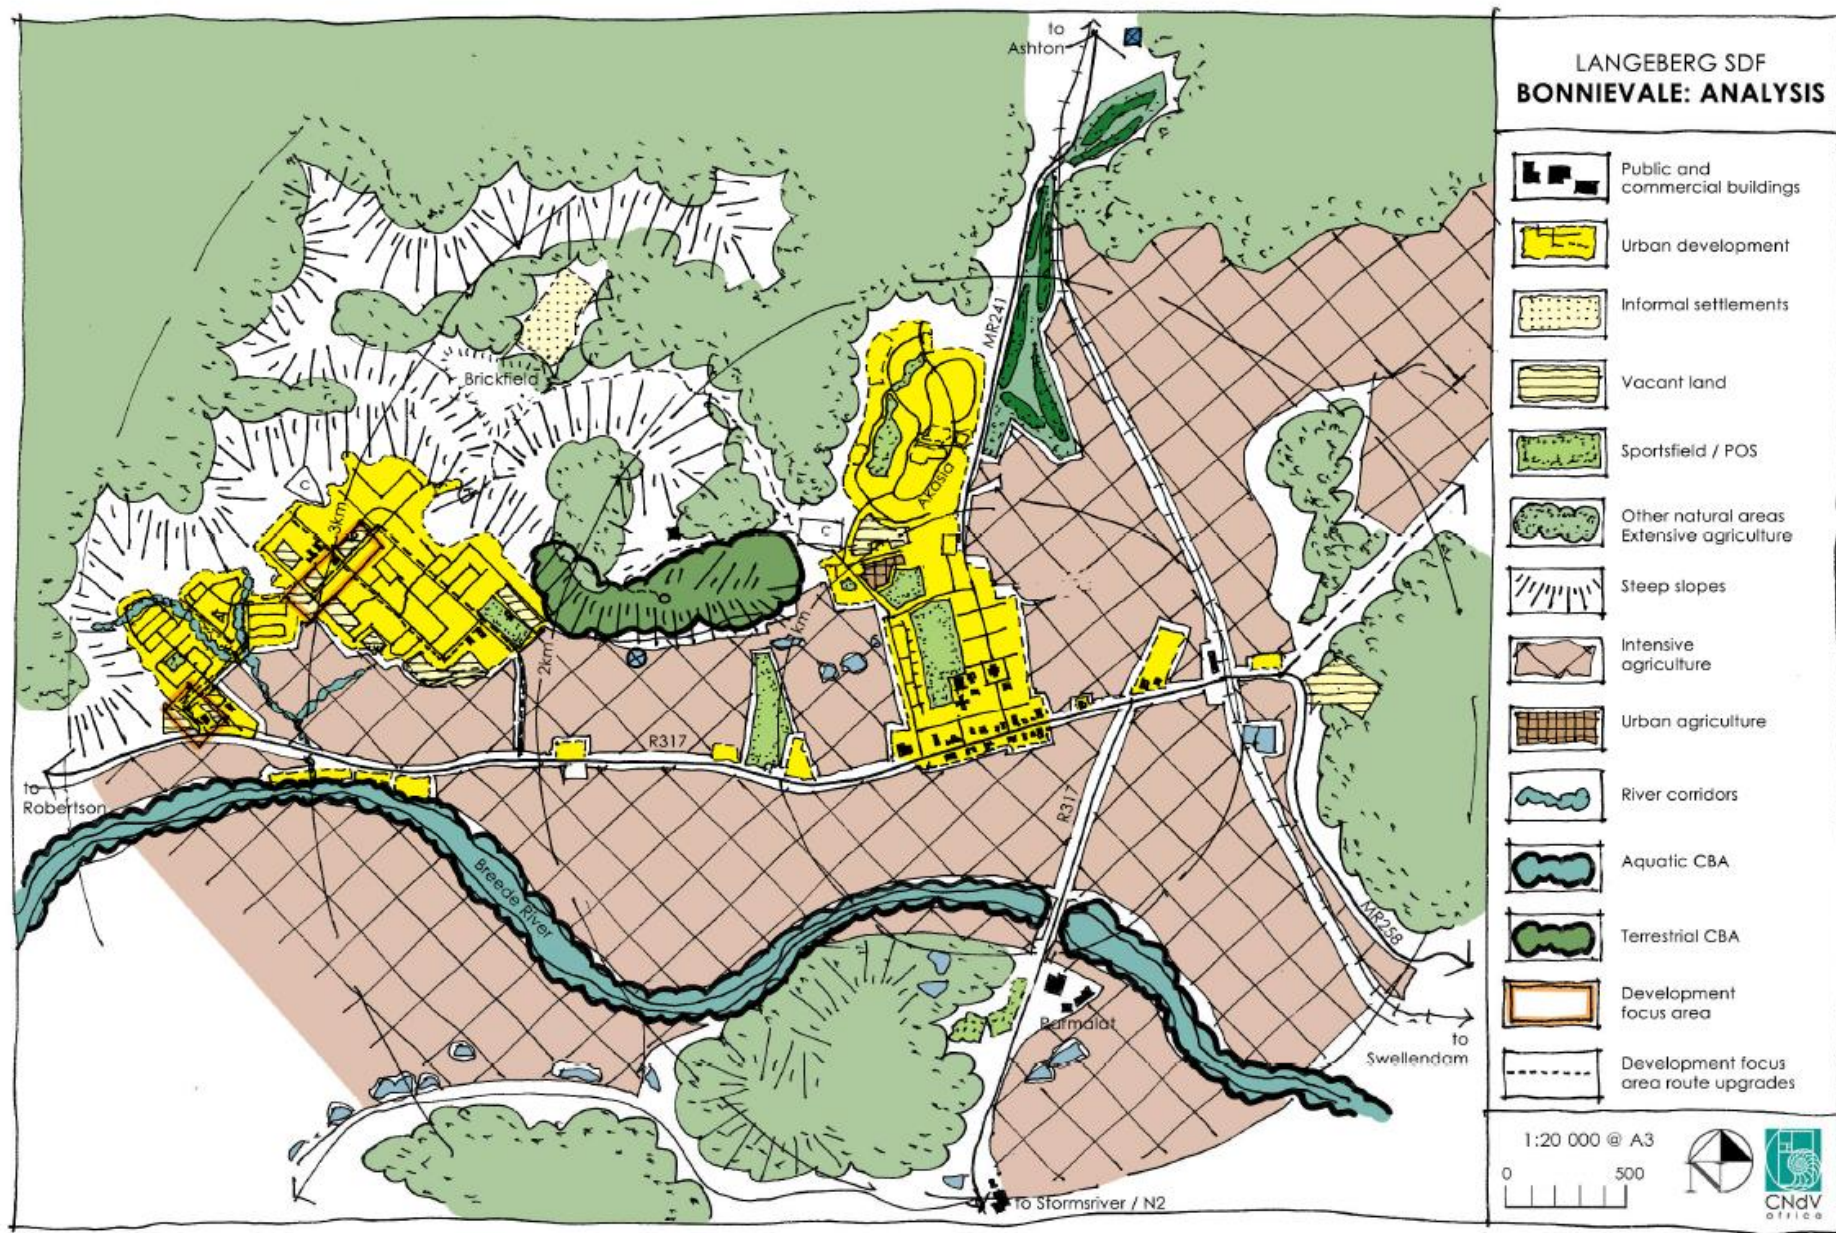 to
Ashton
MR241
Brickfield
Akasia
3km
C
C
2km
km
R317
to
Robertson
R317
Breede River
MR258
Parmalat
to
Swellendam
to Stormsriver / N2
LANGEBERG SDF
BONNIEVALE: ANALYSIS
Public and
commercial buildings
Urban development
Informal settlements
Vacant land
Sportsfield / POS
Other natural areas
Extensive agriculture
Steep slopes
Intensive
agriculture
Urban agriculture
River corridors
Aquatic CBA
Terrestrial CBA
Development
focus area
Development focus
area route upgrades
1:20 000 @ A3
0 500
CNdV
africa